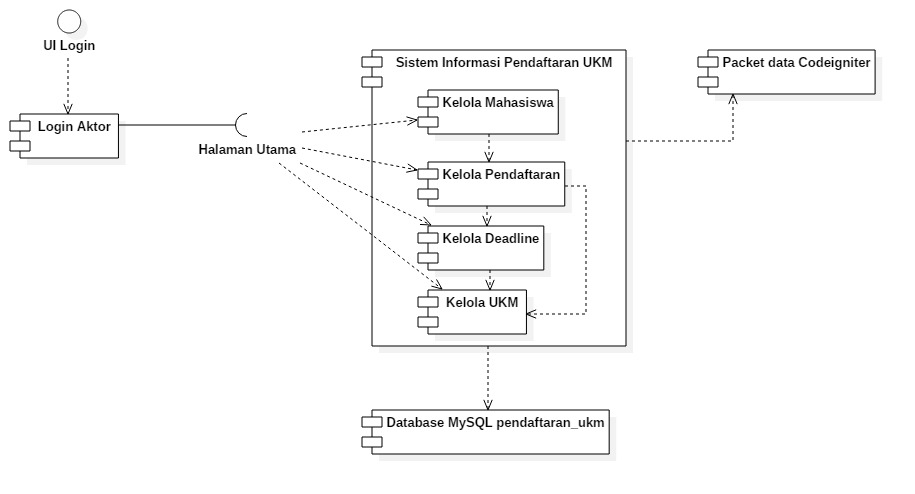 UI Login
Login Aktor
Halaman Utama
Sistem Informasi Pendaftaran UKM
Kelola Mahasiswa
Kelola Pendaftaran
Kelola Deadline
Kelola UKM
Packet data Codeigniter
Database MySQL pendaftaran_ukm